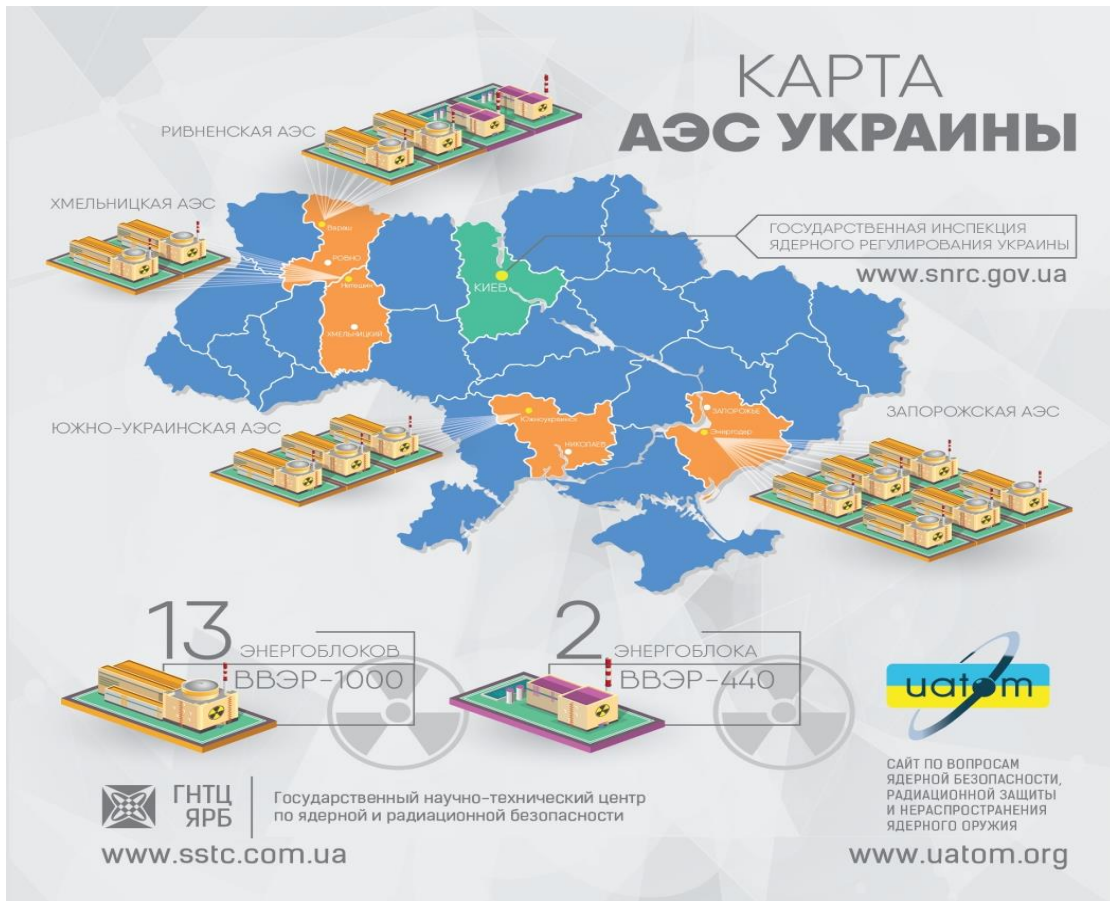 КАРТА
АЭС УКРАИНЫ
РИВНЕНСКАЯ АЭС
ХМЕЛЬНИЦКАЯ АЭС
ГОСУДАРСТВЕННАЯ ИНСПЕКЦИЯ
ЯДЕРНОГО РЕГУЛИРОВАНИЯ УКРАИНЫ
www.snrc.gov.ua
РОВНО
Нетешин
ХМЕЛЬНИЦКИЙ
КИЕВ
ЮЖНО-УКРАИНСКАЯ АЭС
Южноукраинск
НИКОЛАЕВ
ЗАПОРОЖЬЕ
Энергодар
ЗАПОРОЖСКАЯ АЭС
13 ЭНЕРГОБЛОКОВ
ВВЭР-1000
2 ЭНЕРГОБЛОКА
ВВЭР-440
uatom
САЙТ ПО ВОПРОСАМ
ЯДЕРНОЙ БЕЗОПАСНОСТИ,
РАДИАЦИОННОЙ ЗАЩИТЫ
И НЕРАСПРОСТРАНЕНИЯ
ЯДЕРНОГО ОРУЖИЯ
www.uatom.org
ГНТЦ
ЯРБ
Государственный научно-технический центр
по ядерной и радиационной безопасности
www.sstc.com.ua